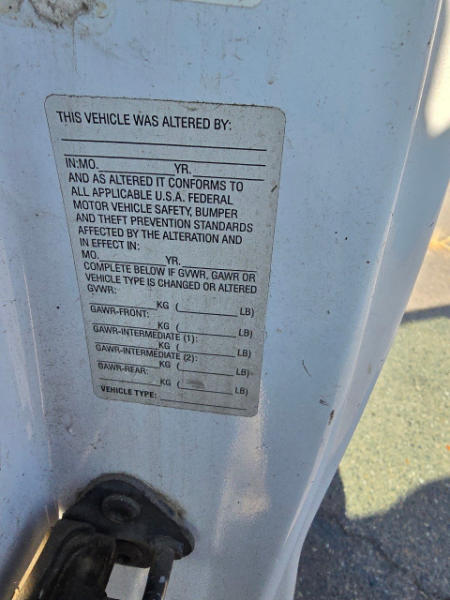 THIS VEHICLE WAS ALTERED BY:
IN:MO. YR.
AND AS ALTERED IT CONFORMS TO
ALL APPLICABLE U.S.A. FEDERAL
MOTOR VEHICLE SAFETY, BUMPER
AND THEFT PREVENTION STANDARDS
AFFECTED BY THE ALTERATION AND
IN EFFECT IN:
MO. YR.
COMPLETE BELOW IF GVWR, GAWR OR
VEHICLE TYPE IS CHANGED OR ALTERED
GVWR:
KG ( LB)
GAWR-FRONT:
KG ( LB)
GAWR-INTERMEDIATE (1):
KG ( LB)
GAWR-INTERMEDIATE (2):
KG ( LB)
GAWR-REAR:
KG ( LB)
VEHICLE TYPE: